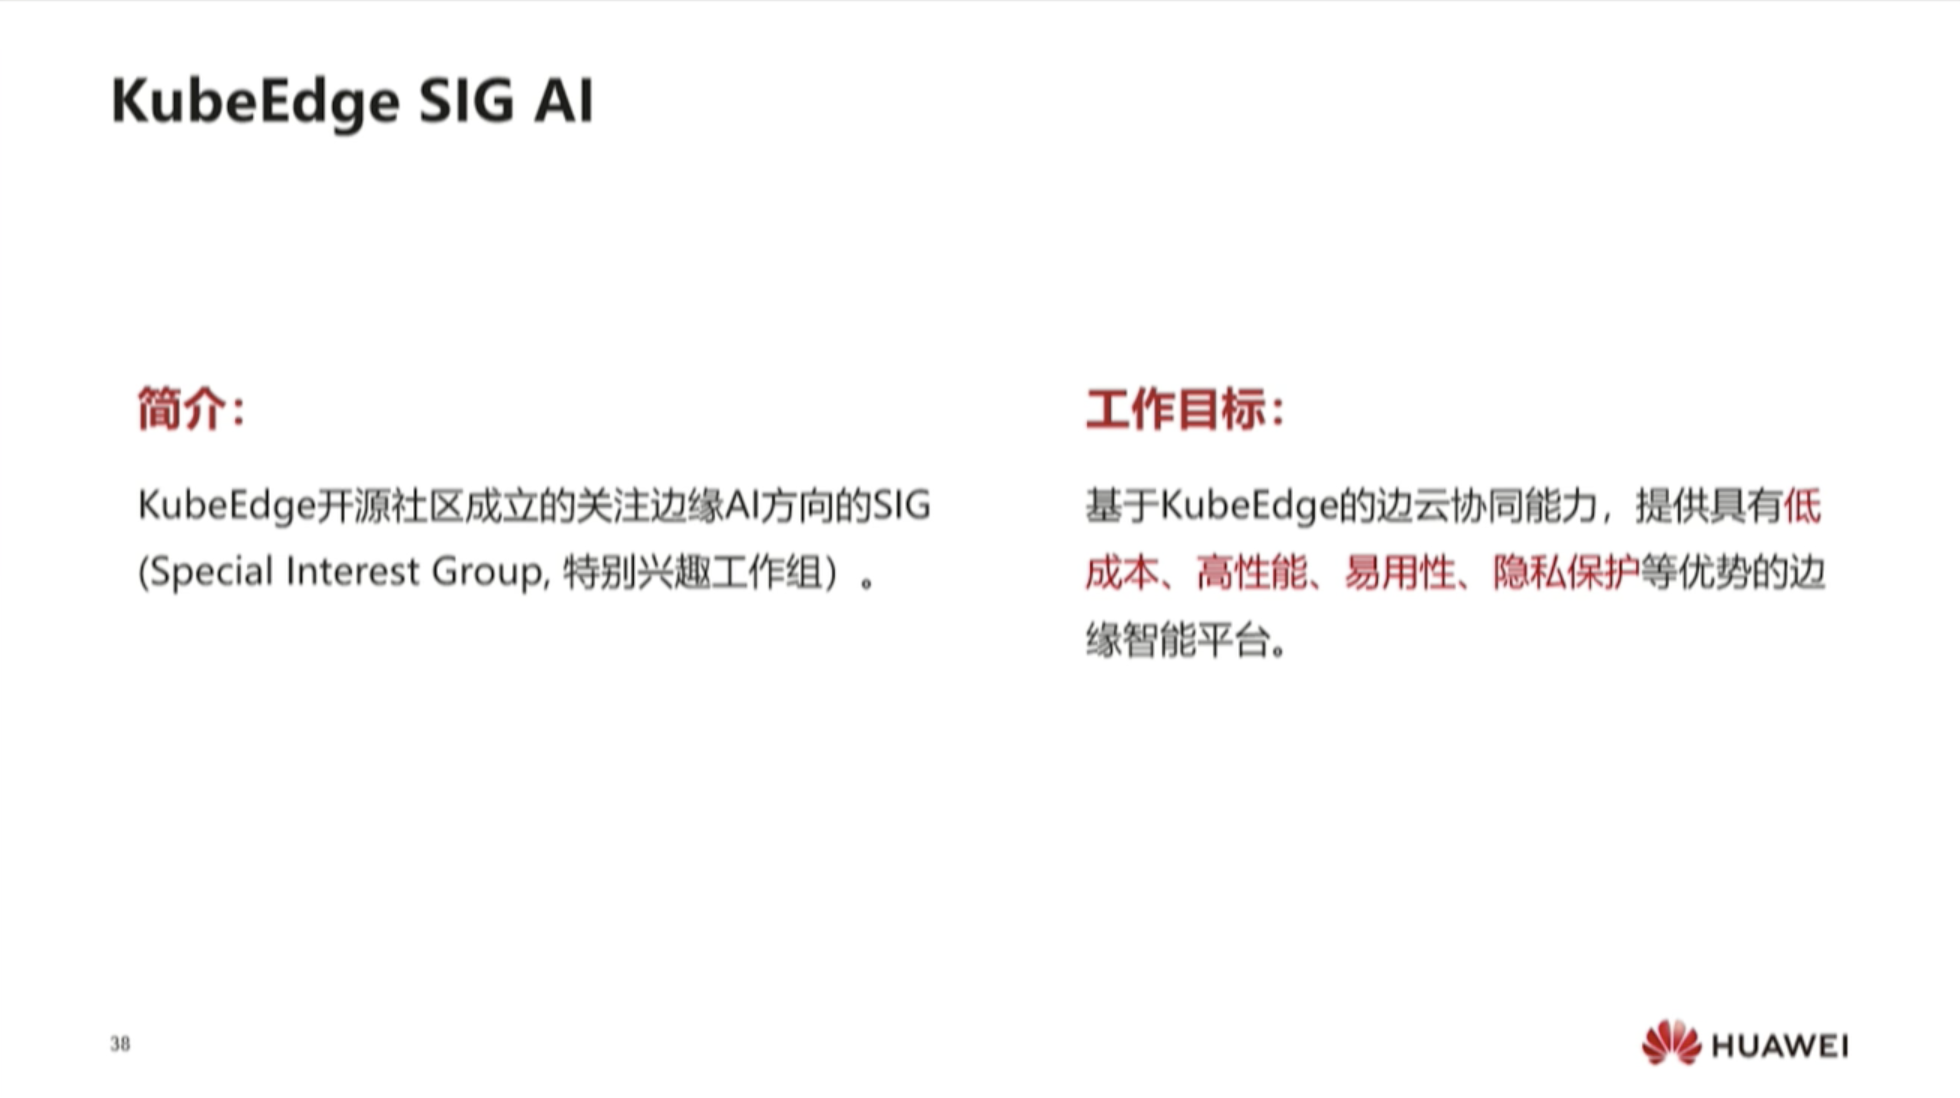 KubeEdge SIG AI
简介：
KubeEdge开源社区成立的关注边缘AI方向的SIG
(Special Interest Group, 特别兴趣工作组）。
工作目标：
基于KubeEdge的边云协同能力，提供具有低
成本、高性能、易用性、隐私保护等优势的边
缘智能平台。
38
HUAWEI